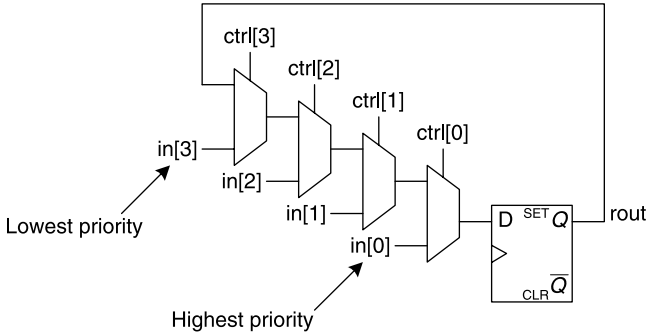 ctrl[3]
ctrl[2]
ctrl[1]
ctrl[0]
in[3]
in[2]
in[1]
in[0]
Lowest priority
Highest priority
D SET Q
rout
CLR Q̅